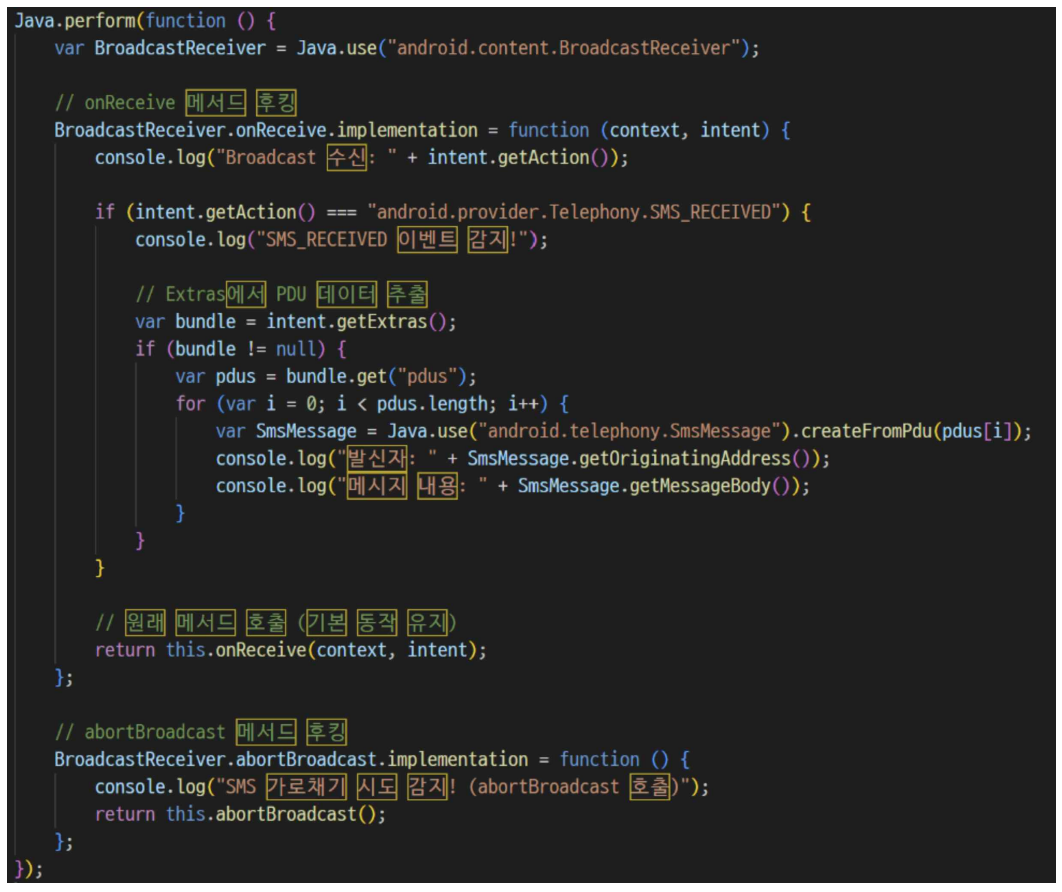 Java.perform(function () {
    var BroadcastReceiver = Java.use("android.content.BroadcastReceiver");

    // onReceive 메서드 후킹
    BroadcastReceiver.onReceive.implementation = function (context, intent) {
        console.log("Broadcast 수신: " + intent.getAction());

        if (intent.getAction() === "android.provider.Telephony.SMS_RECEIVED") {
            console.log("SMS_RECEIVED 이벤트 감지!");

            // Extras에서 PDU 데이터 추출
            var bundle = intent.getExtras();
            if (bundle != null) {
                var pdus = bundle.get("pdus");
                for (var i = 0; i < pdus.length; i++) {
                    var SmsMessage = Java.use("android.telephony.SmsMessage").createFromPdu(pdus[i]);
                    console.log("발신자: " + SmsMessage.getOriginatingAddress());
                    console.log("메시지 내용: " + SmsMessage.getMessageBody());
                }
            }
        }

        // 원래 메서드 호출 (기본 동작 유지)
        return this.onReceive(context, intent);
    };

    // abortBroadcast 메서드 후킹
    BroadcastReceiver.abortBroadcast.implementation = function () {
        console.log("SMS 가로채기 시도 감지! (abortBroadcast 호출)");
        return this.abortBroadcast();
    };
});